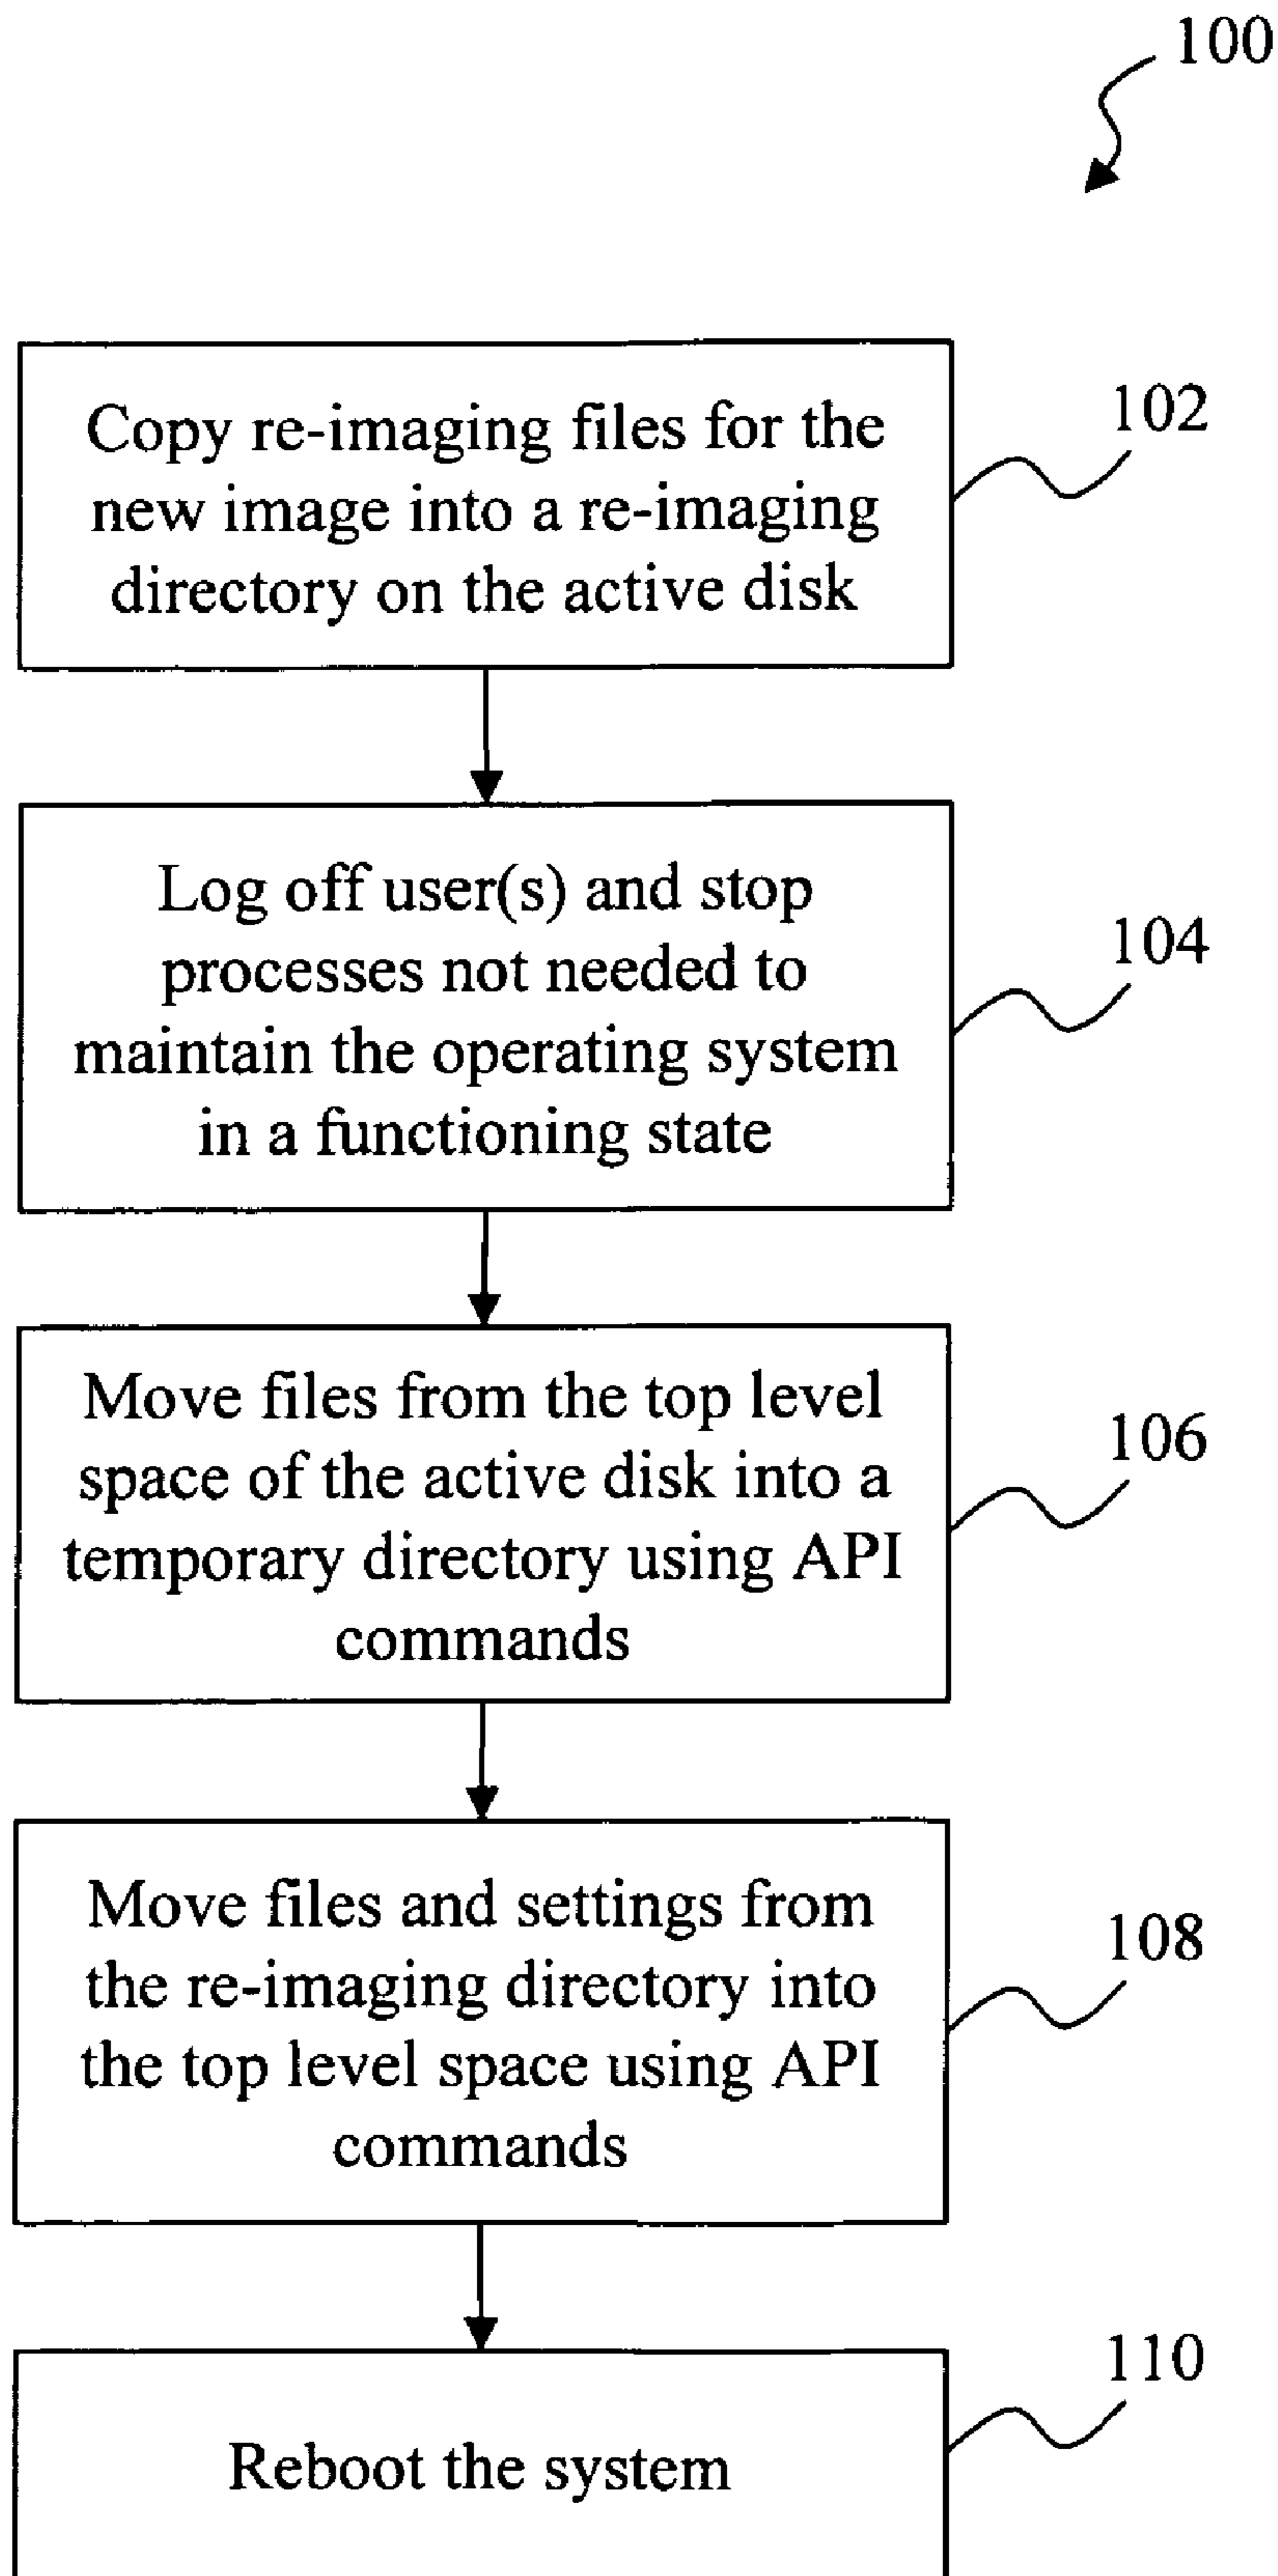 100
Copy re-imaging files for the
new image into a re-imaging
directory on the active disk
102
Log off user(s) and stop
processes not needed to
maintain the operating system
in a functioning state
104
Move files from the top level
space of the active disk into a
temporary directory using API
commands
106
Move files and settings from
the re-imaging directory into
the top level space using API
commands
108
Reboot the system
110